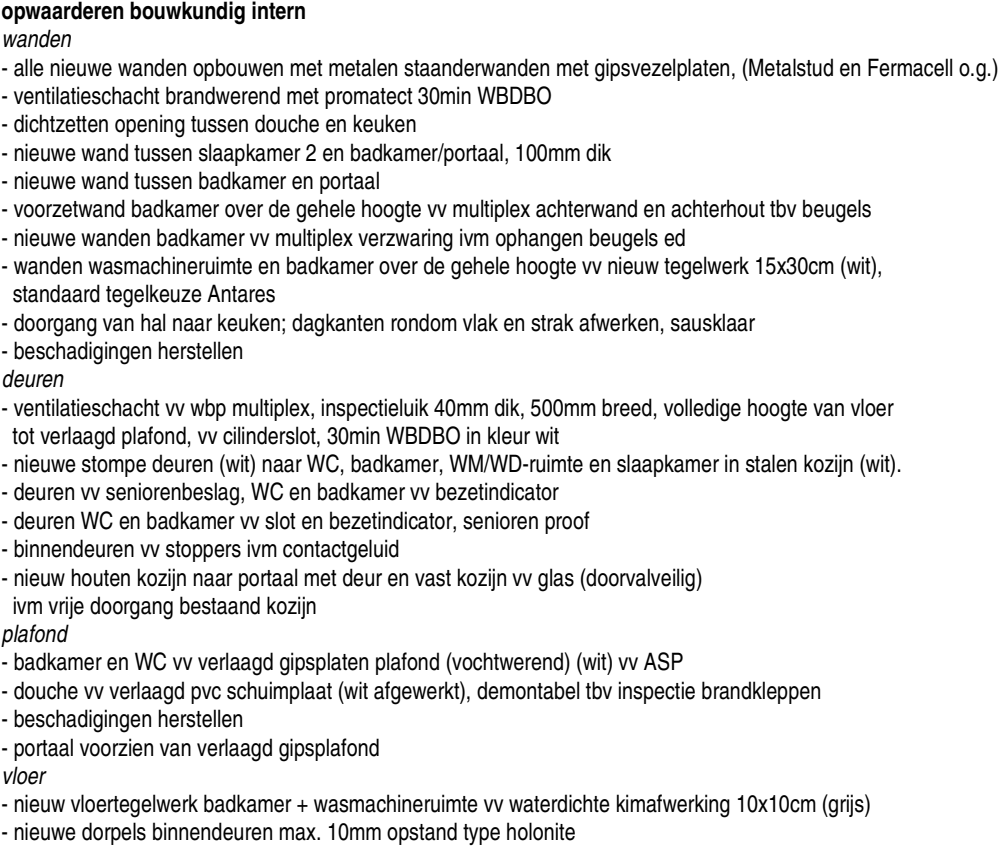 opwaarderen bouwkundig intern
wanden
- alle nieuwe wanden opbouwen met metalen staanderwanden met gipsvezelplaten, (Metalstud en Fermacell o.g.)
- ventilatieschacht brandwerend met promatect 30min WBDBO
- dichtzetten opening tussen douche en keuken
- nieuwe wand tussen slaapkamer 2 en badkamer/portaal, 100mm dik
- nieuwe wand tussen badkamer en portaal
- voorzetwand badkamer over de gehele hoogte vv multiplex achterwand en achterhout tbv beugels
- nieuwe wanden badkamer vv multiplex verzwaring ivm ophangen beugels ed
- wanden wasmachineruimte en badkamer over de gehele hoogte vv nieuw tegelwerk 15x30cm (wit),
standaard tegelkeuze Antares
- doorgang van hal naar keuken; dagkanten rondom vlak en strak afwerken, sausklaar
- beschadigingen herstellen
deuren
- ventilatieschacht vv wbp multiplex, inspectieluik 40mm dik, 500mm breed, volledige hoogte van vloer
tot verlaagd plafond, vv cilinderslot, 30min WBDBO in kleur wit
- nieuwe stompe deuren (wit) naar WC, badkamer, WM/WD-ruimte en slaapkamer in stalen kozijn (wit).
- deuren vv seniorenbeslag, WC en badkamer vv bezetindicator
- deuren WC en badkamer vv slot en bezetindicator, senioren proof
- binnendeuren vv stoppers ivm contactgeluid
- nieuw houten kozijn naar portaal met deur en vast kozijn vv glas (doorvalveilig)
ivm vrije doorgang bestaand kozijn
plafond
- badkamer en WC vv verlaagd gipsplaten plafond (vochtwerend) (wit) vv ASP
- douche vv verlaagd pvc schuimplaat (wit afgewerkt), demontabel tbv inspectie brandkleppen
- beschadigingen herstellen
- portaal voorzien van verlaagd gipsplafond
vloer
- nieuw vloertegelwerk badkamer + wasmachineruimte vv waterdichte kimafwerking 10x10cm (grijs)
- nieuwe dorpels binnendeuren max. 10mm opstand type holonite